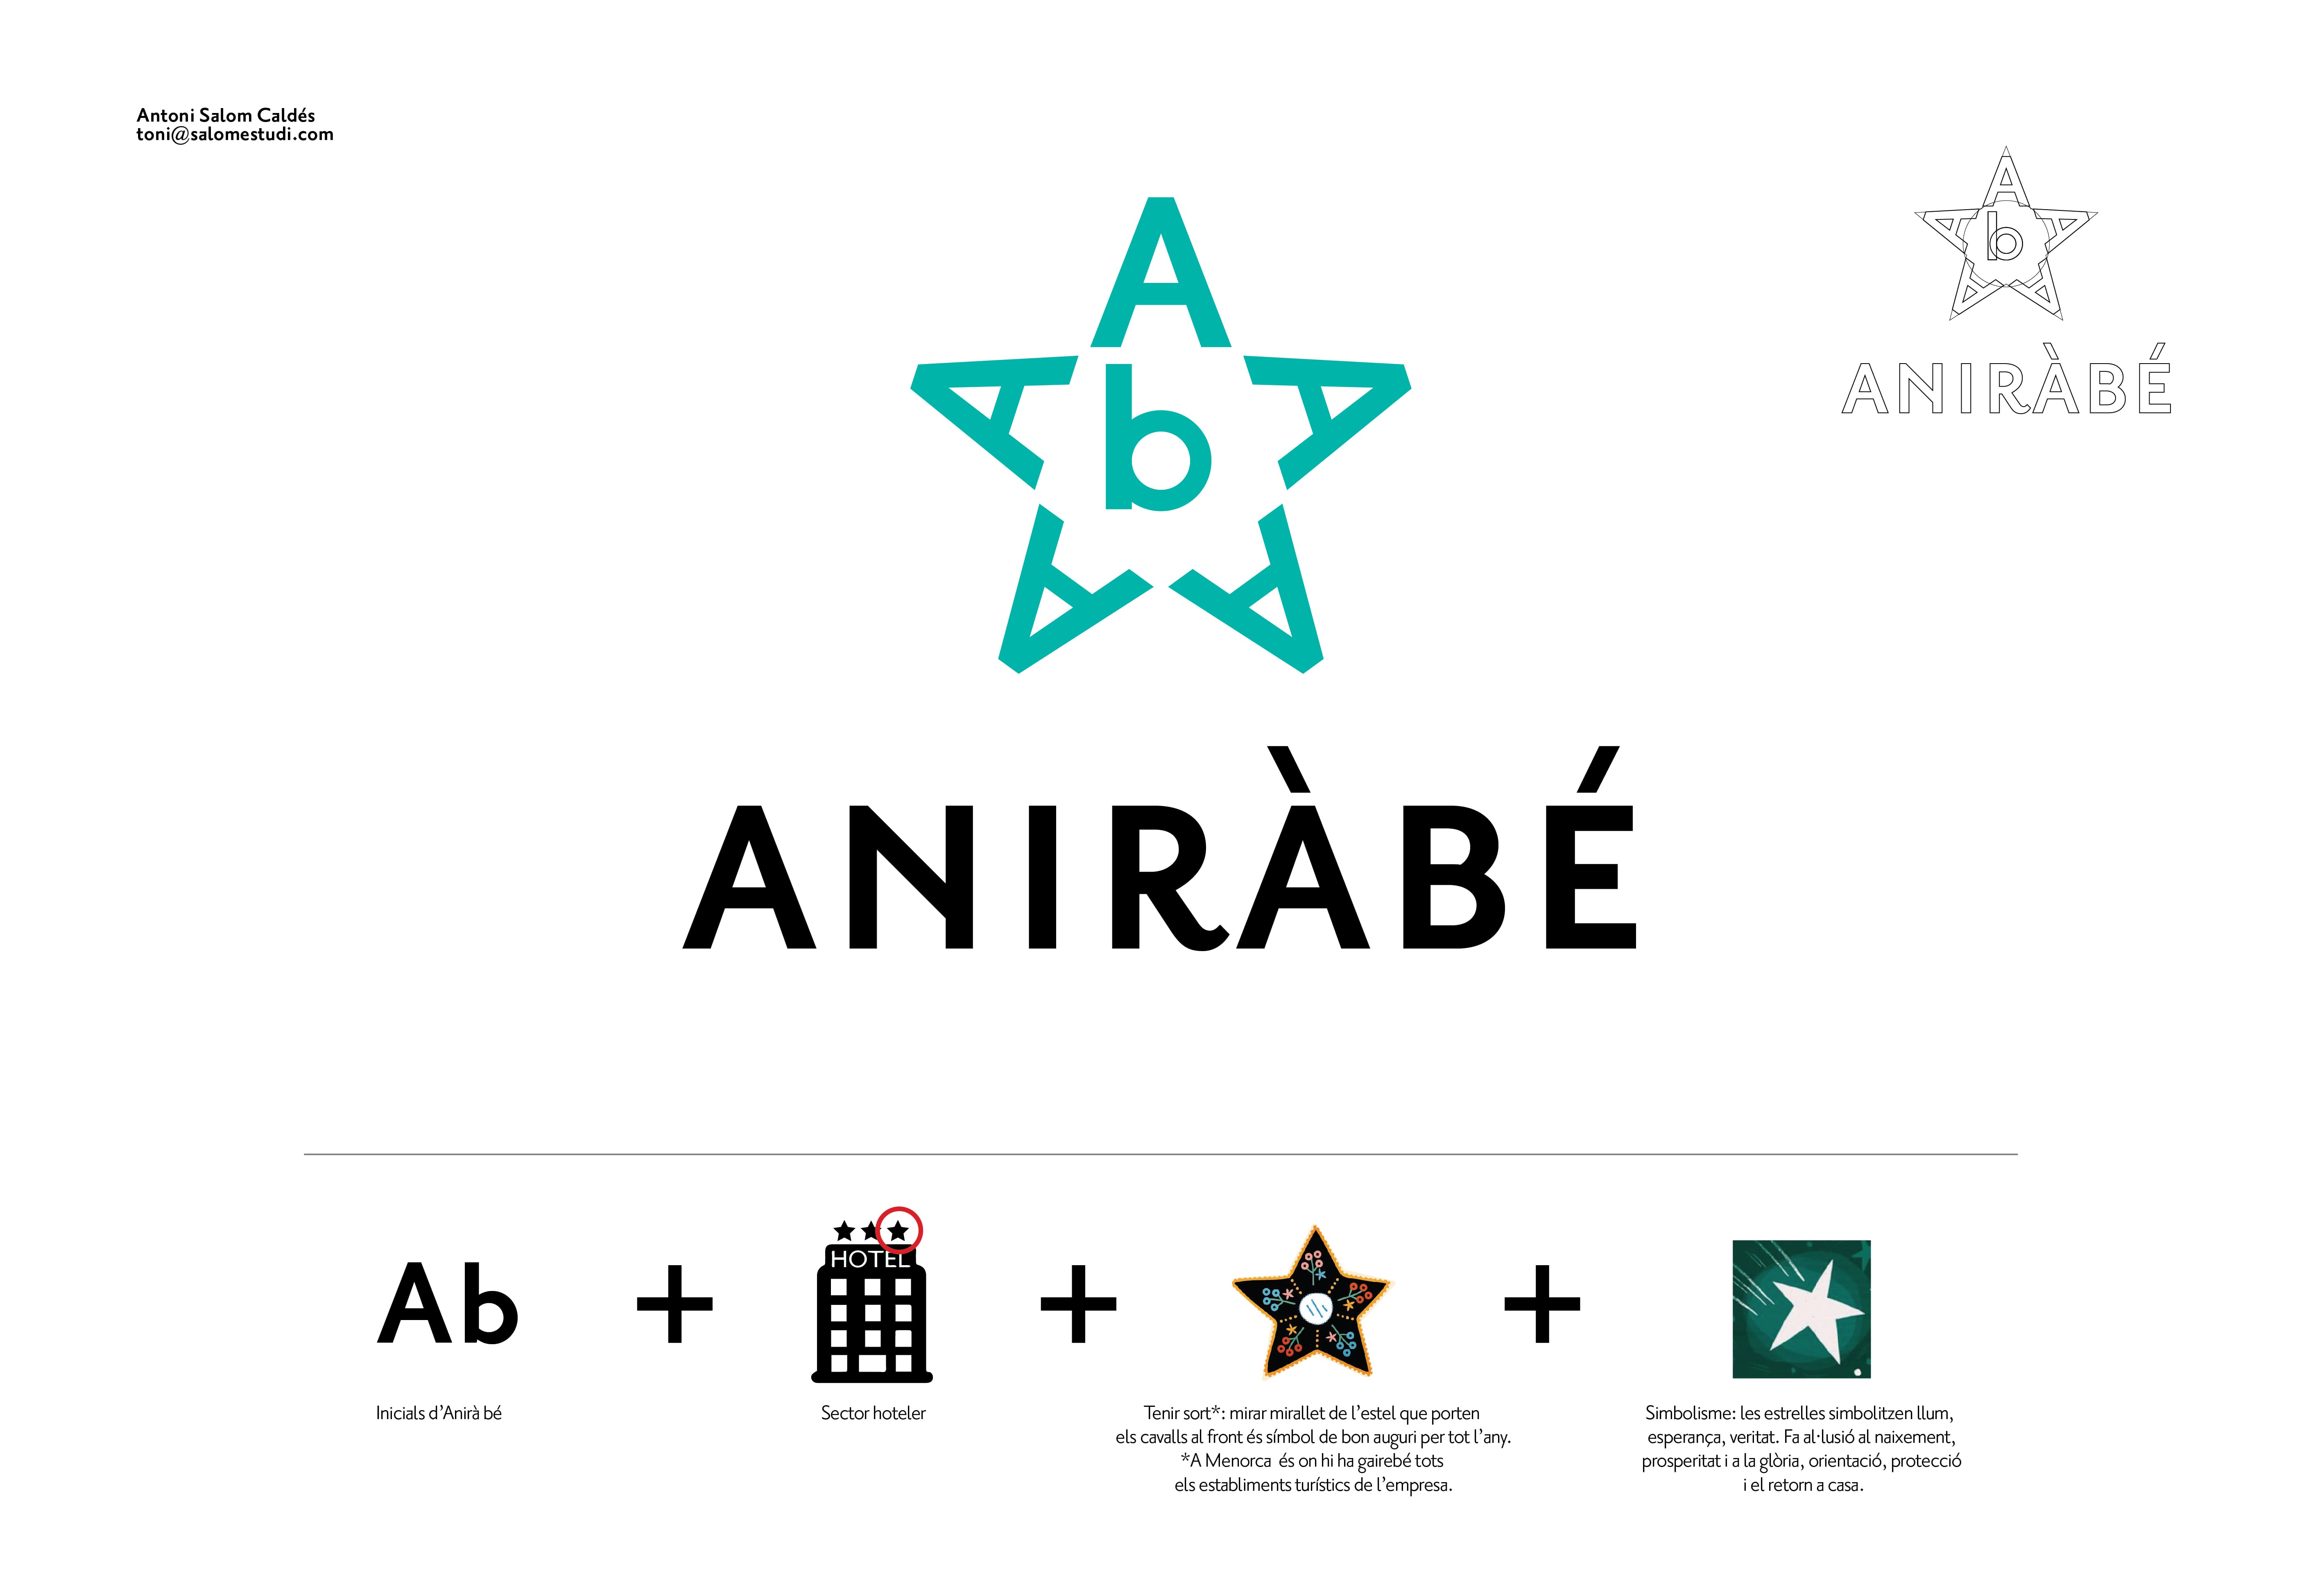 Antoni Salom Caldés
toni@salomestudi.com
A
A A
b
A A
ANIRÀBÉ
A
A A
b
A A
ANIRÀBÉ
Ab
+
HOTEL
+
+
Inicials d’Anirà bé
Sector hoteler
Tenir sort*: mirar mirallet de l’estel que porten
els cavalls al front és símbol de bon auguri per tot l’any.
*A Menorca és on hi ha gairebé tots
els establiments turístics de l’empresa.
Simbolisme: les estrelles simbolitzen llum,
esperança, veritat. Fa al·lusió al naixement,
prosperitat i a la glòria, orientació, protecció
i el retorn a casa.